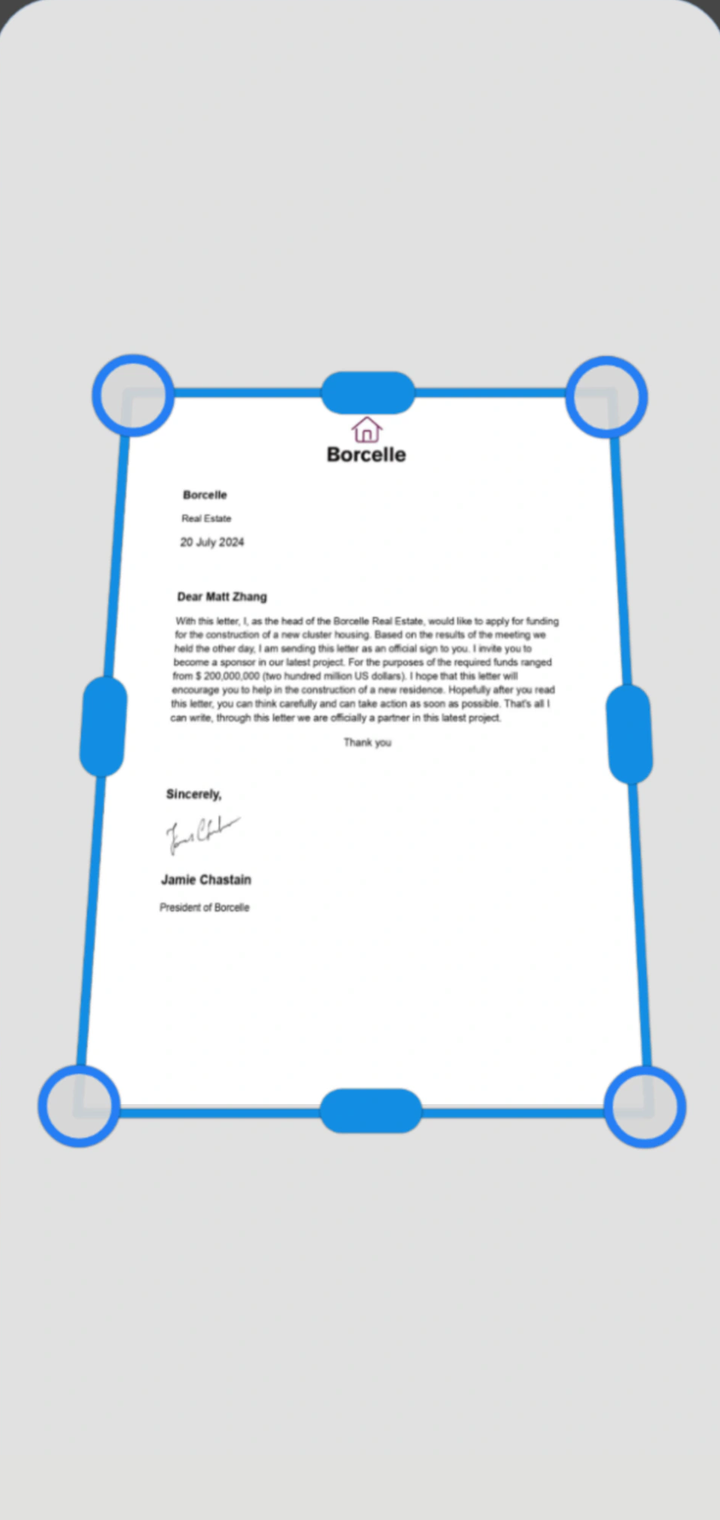 Borcelle
Borcelle
Real Estate
20 July 2024
Dear Matt Zhang
With this letter, I, as the head of the Borcelle Real Estate, would like to apply for funding
for the construction of a new cluster housing. Based on the results of the meeting we
held the other day, I am sending this letter as an official sign to you. I invite you to
become a sponsor in our latest project. For the purposes of the required funds ranged
from $ 200,000,000 (two hundred million US dollars). I hope that this letter will
encourage you to help in the construction of a new residence. Hopefully after you read
this letter, you can think carefully and can take action as soon as possible. That's all I
can write, through this letter we are officially a partner in this latest project.
Thank you
Sincerely,
Jamie Chastain
President of Borcelle